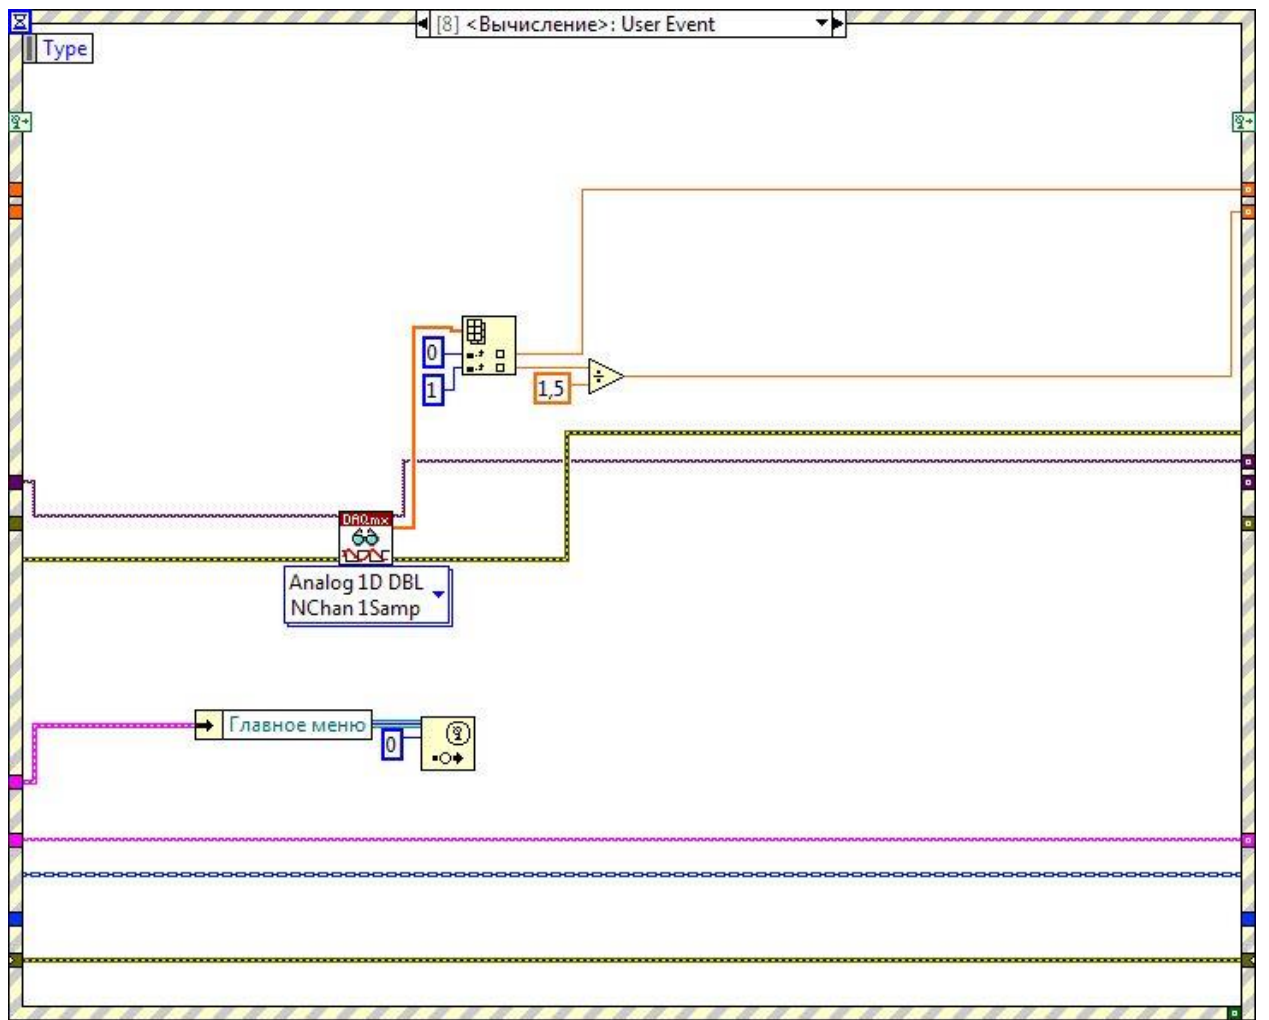 [8] <Вычисление>: User Event
Type
0
1
1,5
DAQmx
Analog 1D DBL
NChan 1Samp
Главное меню
0